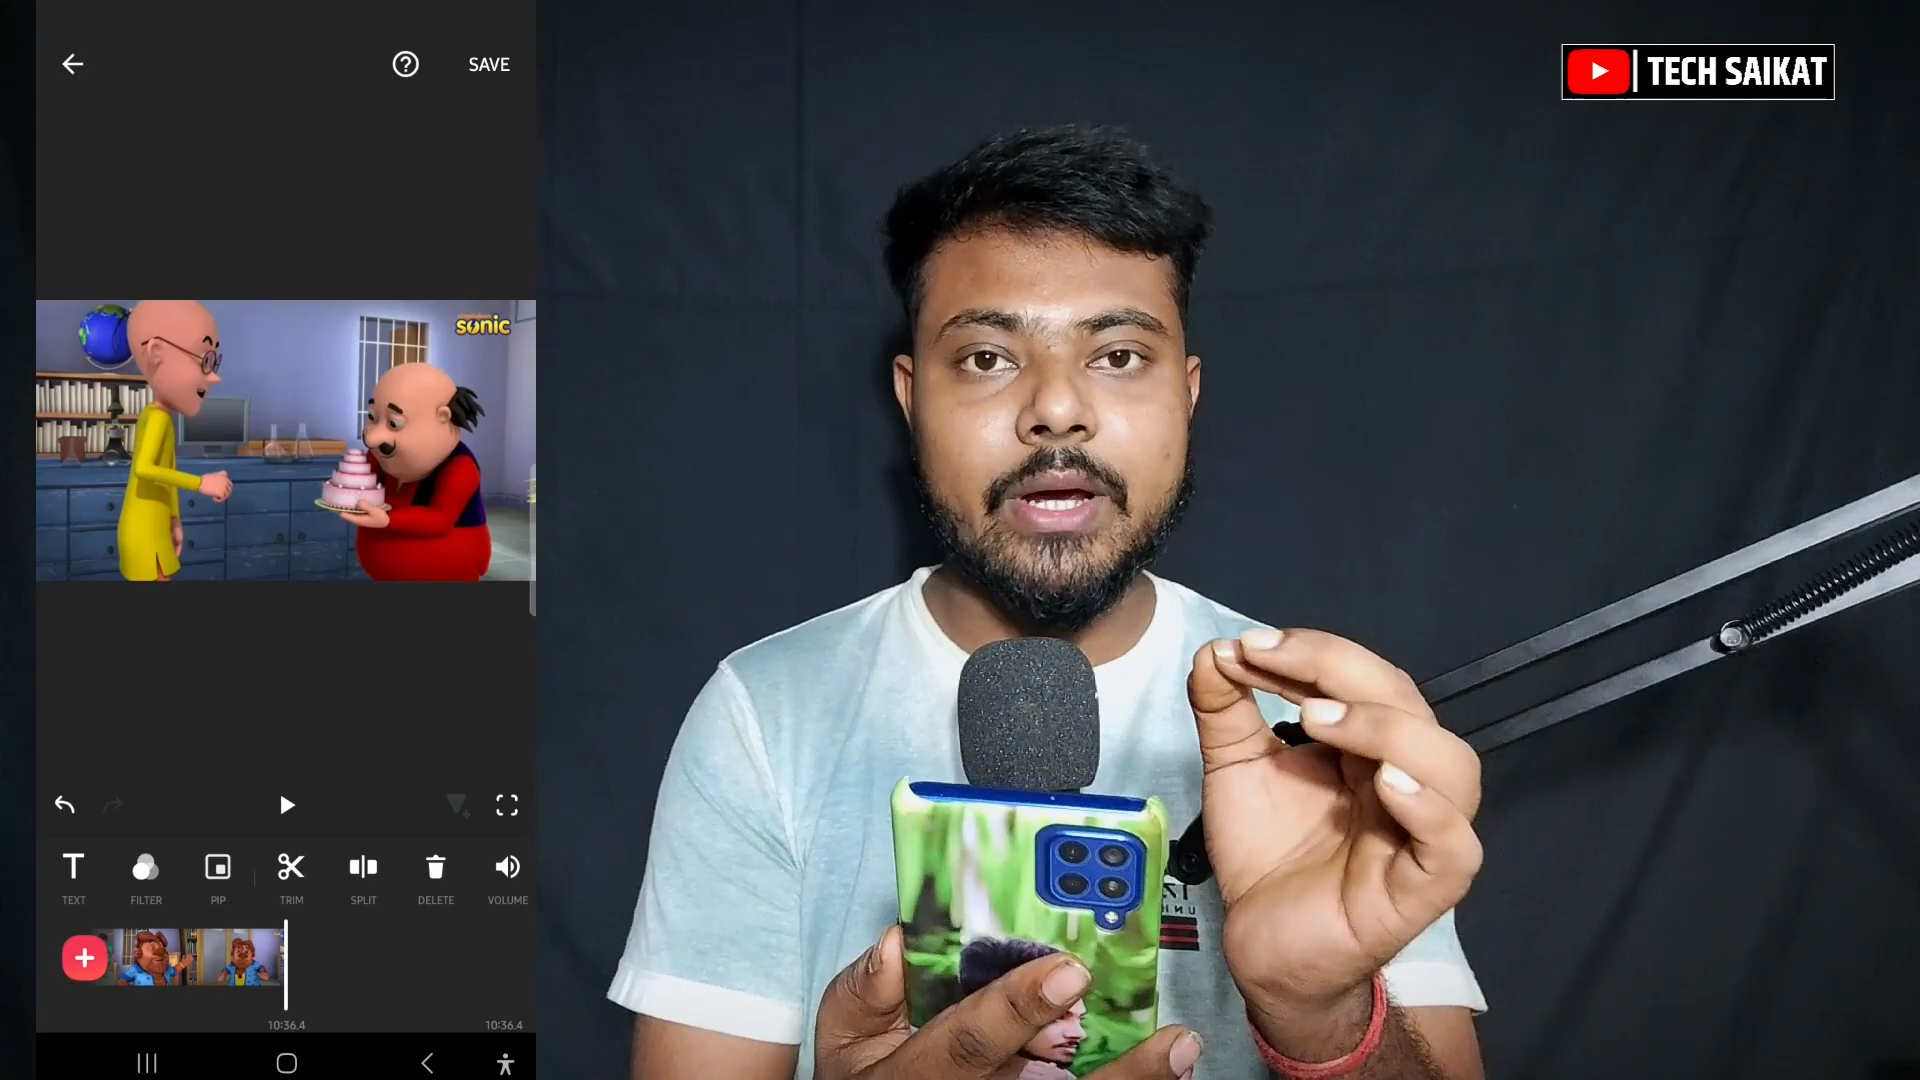 SAVE
| TECH SAIKAT
sonic
TEXT
FILTER
PIP
TRIM
SPLIT
DELETE
VOLUME
10:36.4
10:36.4